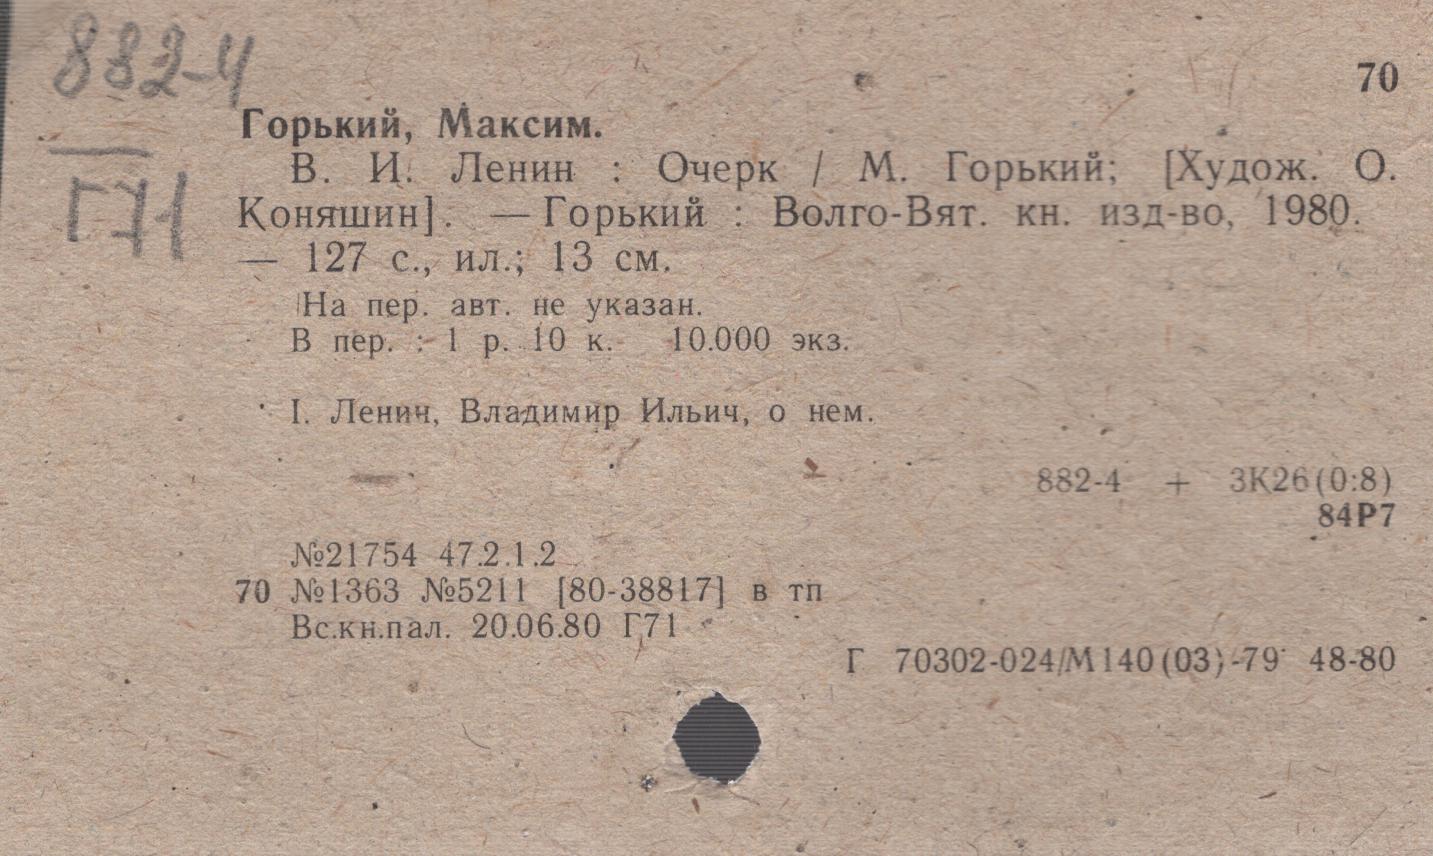 882-4
70
Г71
Горький, Максим.
В. И. Ленин : Очерк / М. Горький; [Худож. О.
Коняшин]. — Горький : Волго-Вят. кн. изд-во, 1980.
— 127 с., ил.; 13 см.
На пер. авт. не указан.
В пер. : 1 р. 10 к. 10.000 экз.
I. Ленин, Владимир Ильич, о нем.
882-4 + 3К26(0:8)
84Р7
№21754 47.2.1.2
70 №1363 №5211 [80-38817] в тп
Вс.кн.пал. 20.06.80 Г71
Г 70302-024/М140(03)-79 48-80